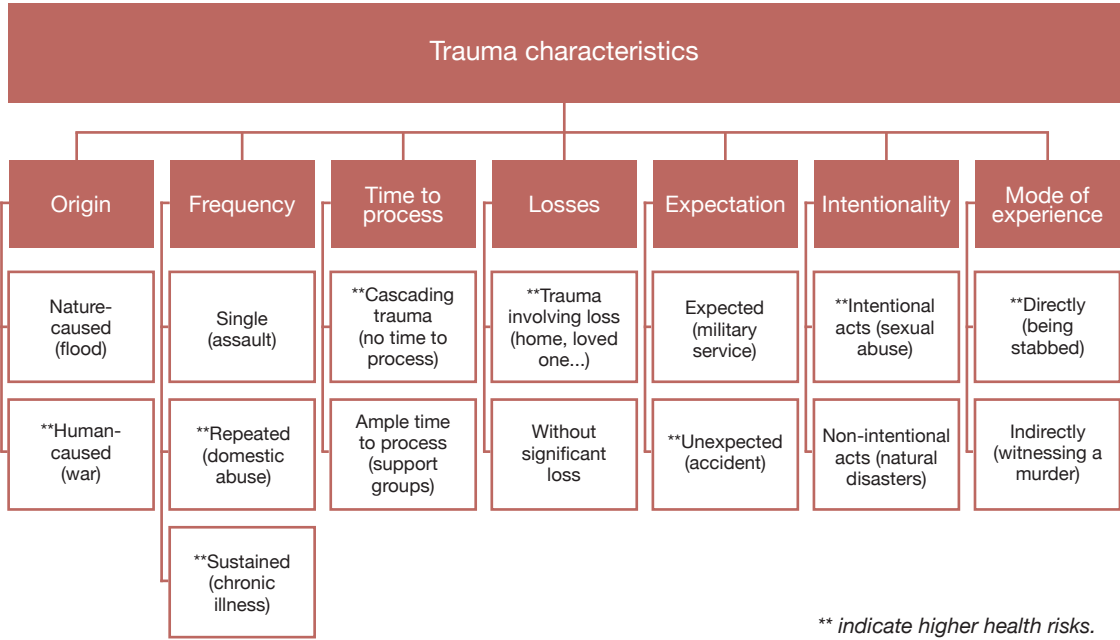 Trauma characteristics
Origin
Frequency
Time to
process
Losses
Expectation
Intentionality
Mode of
experience
Nature-
caused
(flood)
Single
(assault)
**Cascading
trauma
(no time to
process)
**Trauma
involving loss
(home, loved
one...)
Expected
(military
service)
**Intentional
acts (sexual
abuse)
**Directly
(being
stabbed)
**Human-
caused
(war)
**Repeated
(domestic
abuse)
Ample time
to process
(support
groups)
Without
significant
loss
**Unexpected
(accident)
Non-intentional
acts (natural
disasters)
Indirectly
(witnessing a
murder)
**Sustained
(chronic
illness)
** indicate higher health risks.